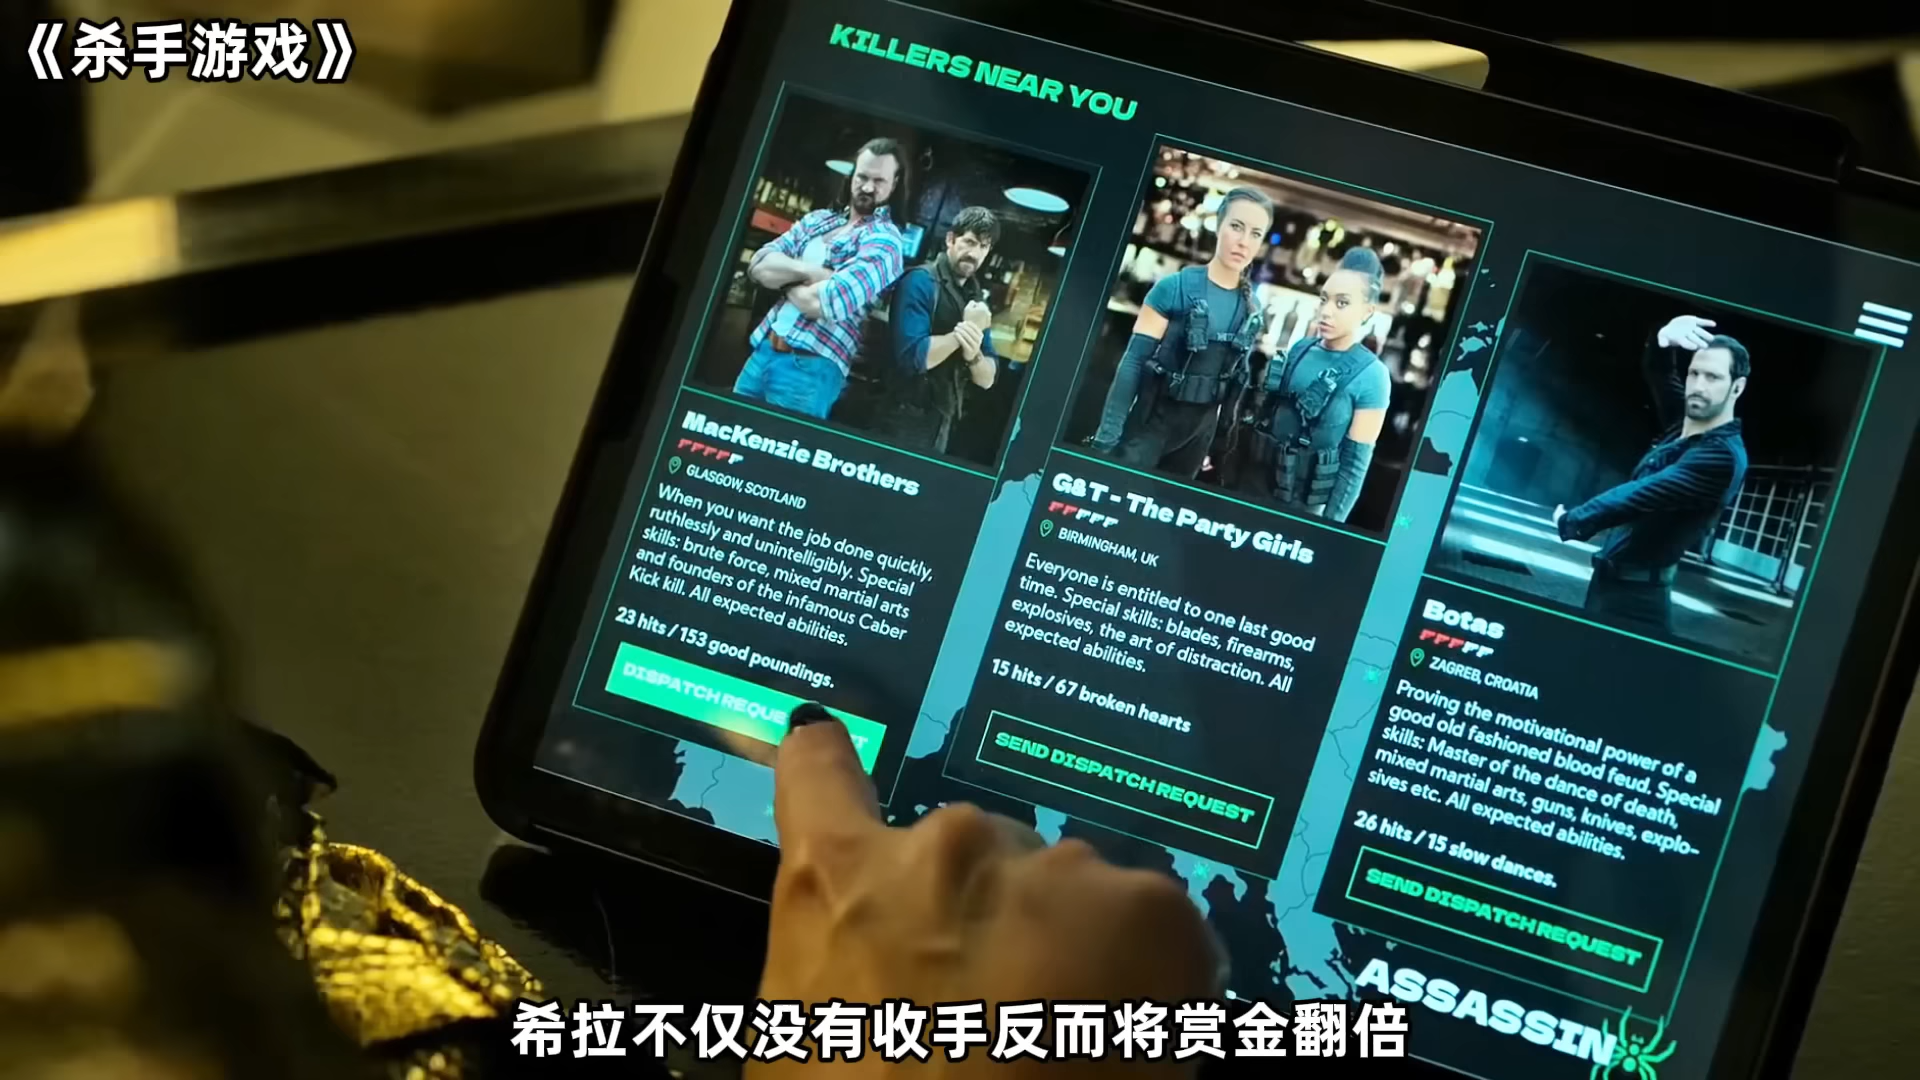 《杀手游戏》
KILLERS NEAR YOU
MacKenzie Brothers
GLASGOW, SCOTLAND
When you want the job done quickly,
ruthlessly and unintelligibly. Special
skills: brute force, mixed martial arts
and founders of the infamous Caber
Kick kill. All expected abilities.
23 hits / 153 good poundings.
DISPATCH REQUE
G&T - The Party Girls
BIRMINGHAM, UK
Everyone is entitled to one last good
time. Special skills: blades, firearms,
explosives, the art of distraction. All
expected abilities.
15 hits / 67 broken hearts
SEND DISPATCH REQUEST
Botas
ZAGREB, CROATIA
Proving the motivational power of a
good old fashioned blood feud. Special
skills: Master of the dance of death,
mixed martial arts, guns, knives, explo-
sives etc. All expected abilities.
26 hits / 15 slow dances.
SEND DISPATCH REQUEST
ASSASSIN
希拉不仅没有收手反而将赏金翻倍